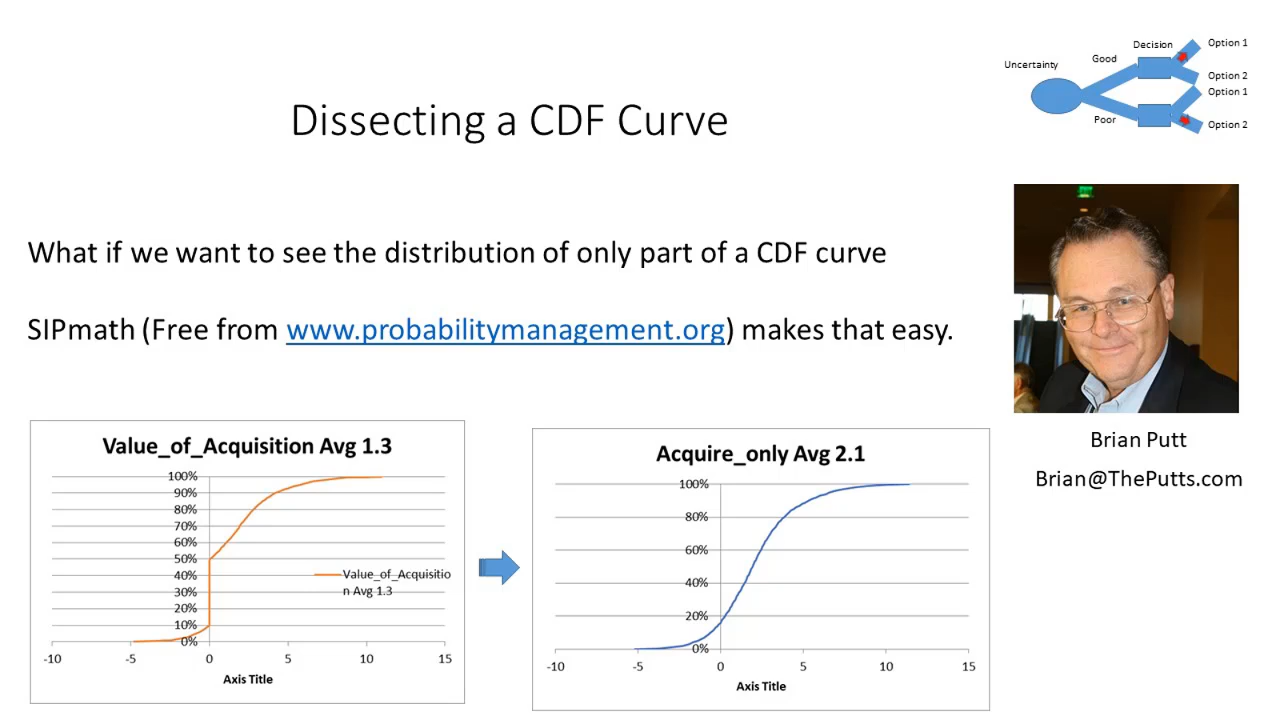 Decision
Option 1
Good
Uncertainty
Option 2
Option 1
Poor
Option 2
Dissecting a CDF Curve
What if we want to see the distribution of only part of a CDF curve
SIPmath (Free from www.probabilitymanagement.org) makes that easy.
Brian Putt
Brian@ThePutts.com
Value_of_Acquisition Avg 1.3
100%
90%
80%
70%
60%
50%
40%
30%
20%
10%
0%
Value_of_Acquisitio
n Avg 1.3
-10 -5 0 5 10 15
Axis Title
Acquire_only Avg 2.1
100%
80%
60%
40%
20%
0%
-10 -5 0 5 10 15
Axis Title